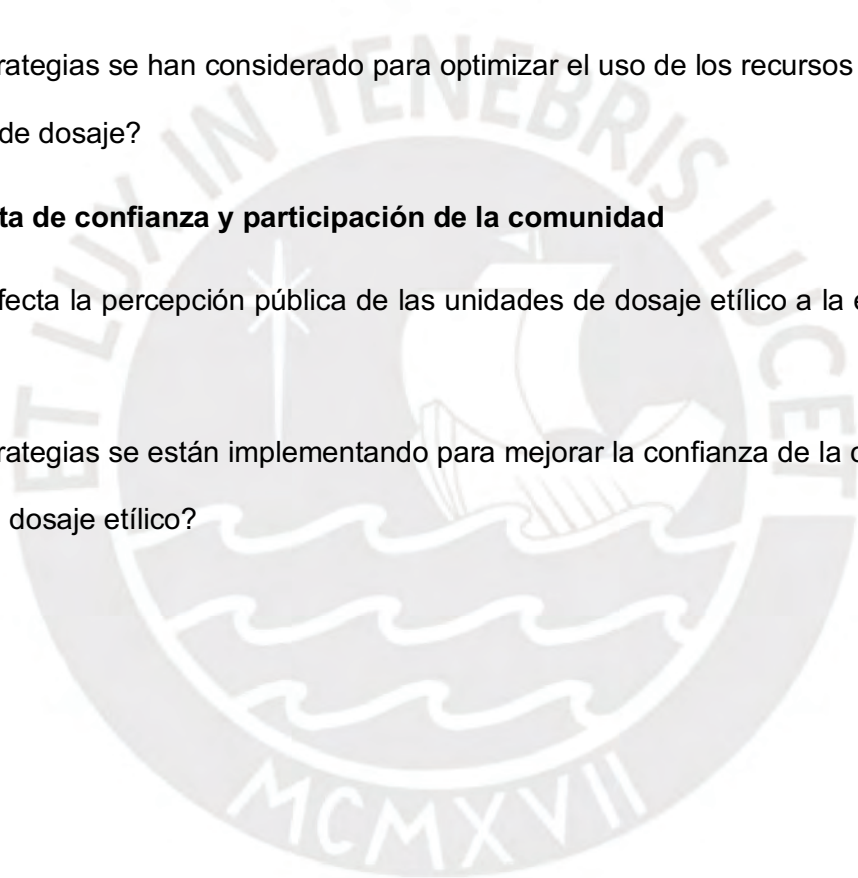 rategias se han considerado para optimizar el uso de los recursos
de dosaje?
ta de confianza y participación de la comunidad
fecta la percepción pública de las unidades de dosaje etílico a la
rategias se están implementando para mejorar la confianza de la
dosaje etílico?
ET LUX IN TENEBRIS LUCET
MCMXVII